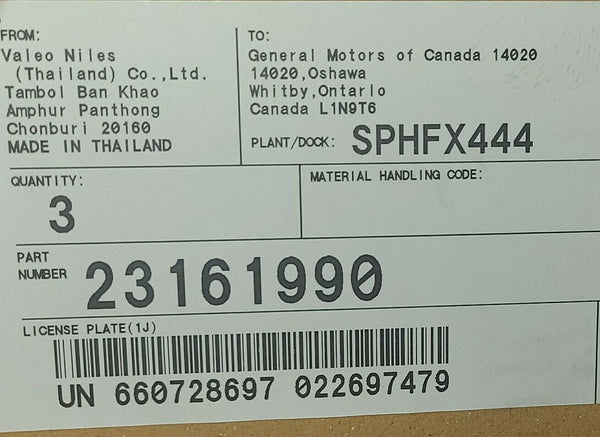 FROM:
Valeo Niles
(Thailand) Co.,Ltd.
Tambol Ban Khao
Amphur Panthong
Chonburi 20160
MADE IN THAILAND
TO:
General Motors of Canada 14020
14020,Oshawa
Whitby,Ontario
Canada L1N9T6
PLANT/DOCK: SPHFX444
QUANTITY:
3
MATERIAL HANDLING CODE:
PART
NUMBER 23161990
LICENSE PLATE(1J)
UN 660728697 022697479